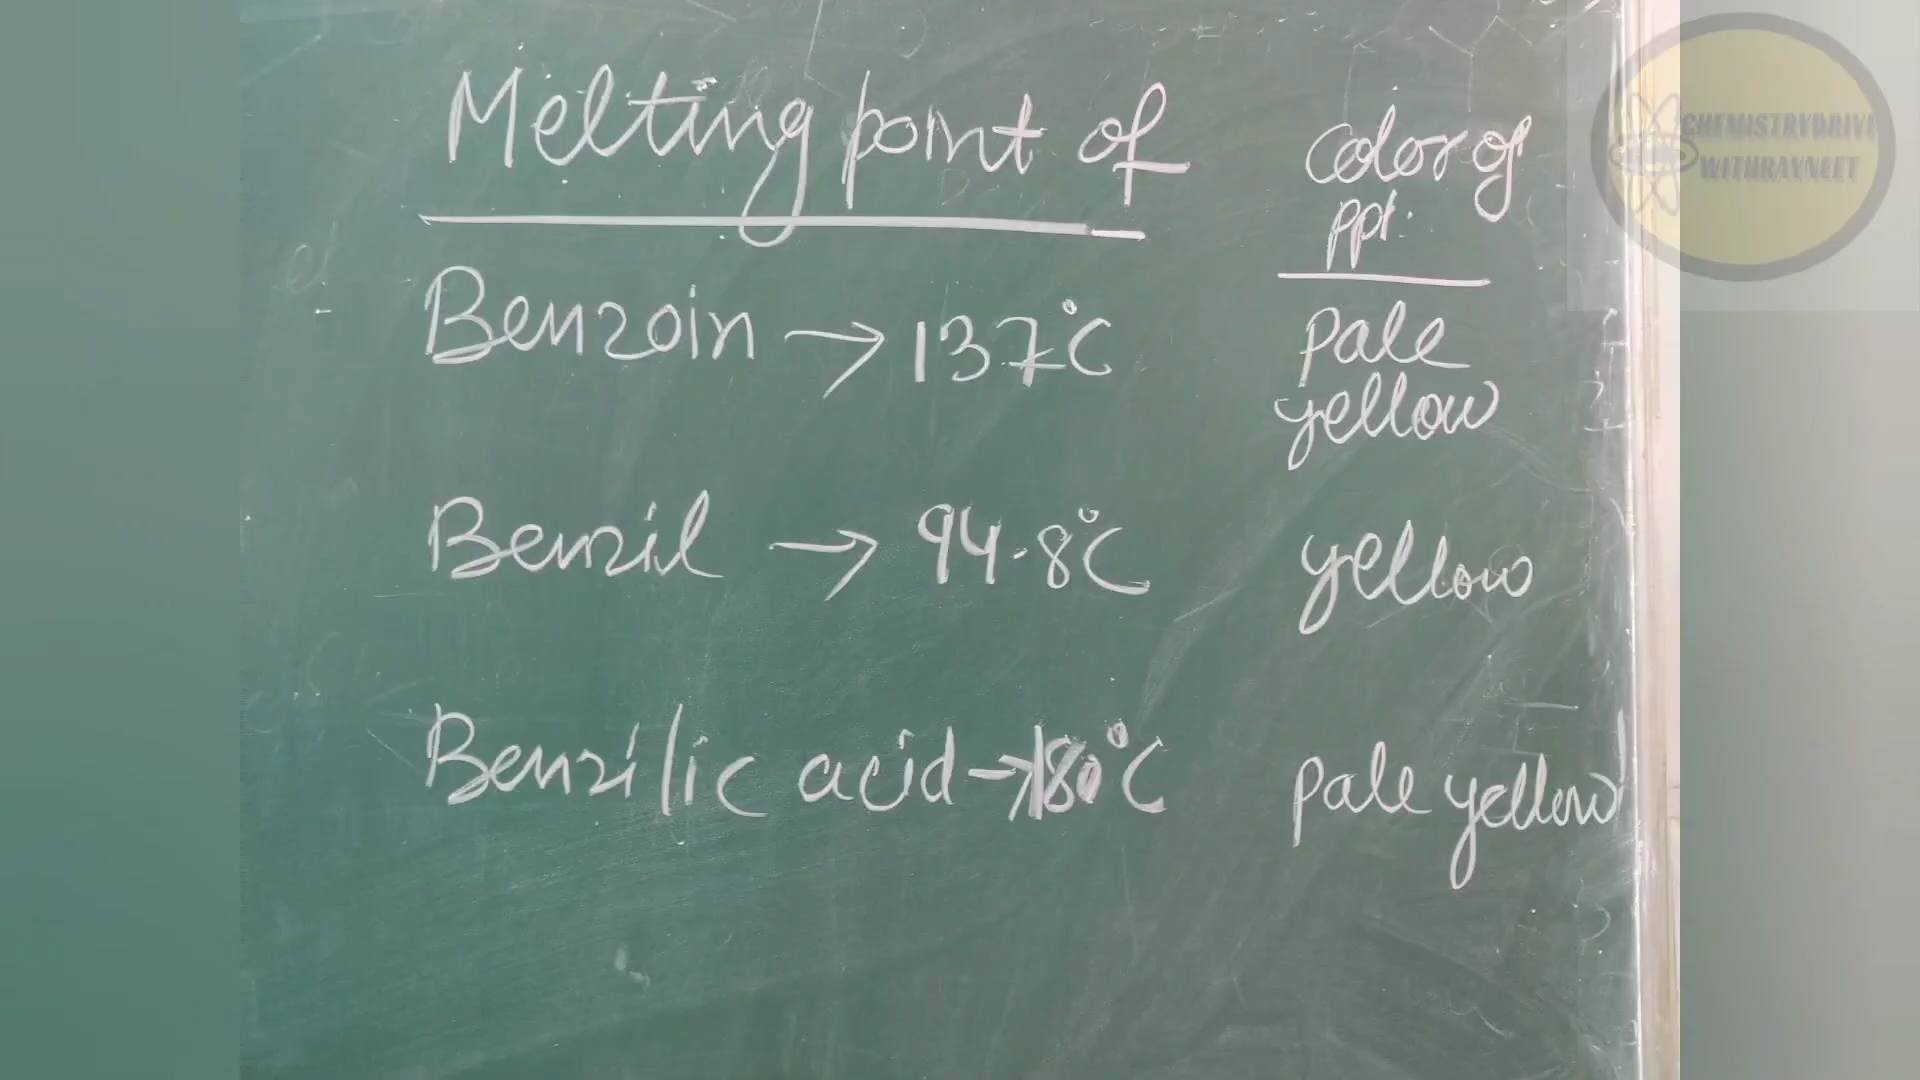 Melting point of
color of
ppt.
Benzoin → 137°C
pale
yellow
Benzil → 94.8°C
yellow
Benzilic acid →
°C
pale yellow
CHEMISTRYDRIVE
WITHRAVNEET